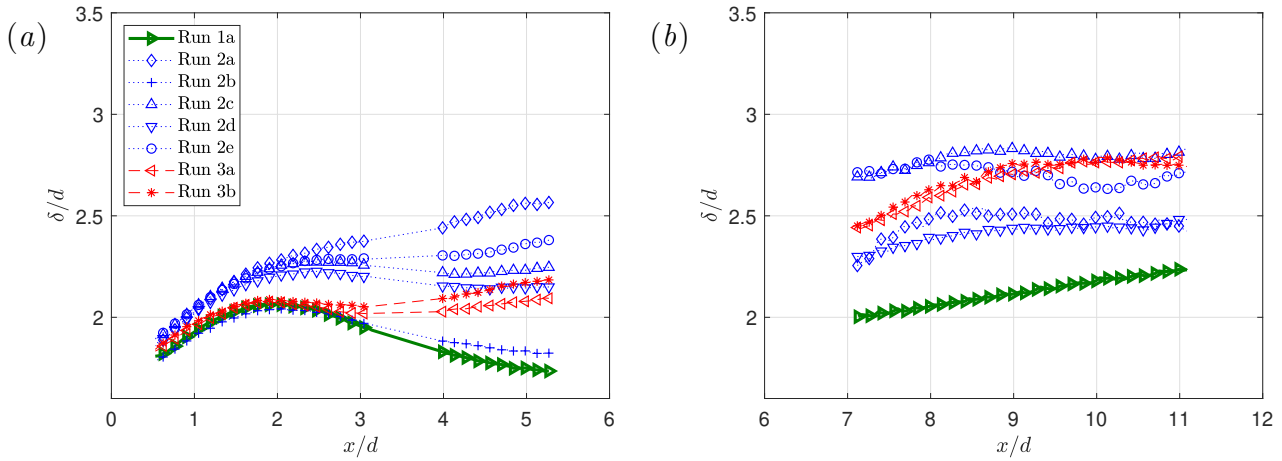 (a)
3.5
3
2.5
2
δ/d
0 1 2 3 4 5 6
x/d
Run 1a
Run 2a
Run 2b
Run 2c
Run 2d
Run 2e
Run 3a
Run 3b
(b)
3.5
3
2.5
2
δ/d
6 7 8 9 10 11 12
x/d